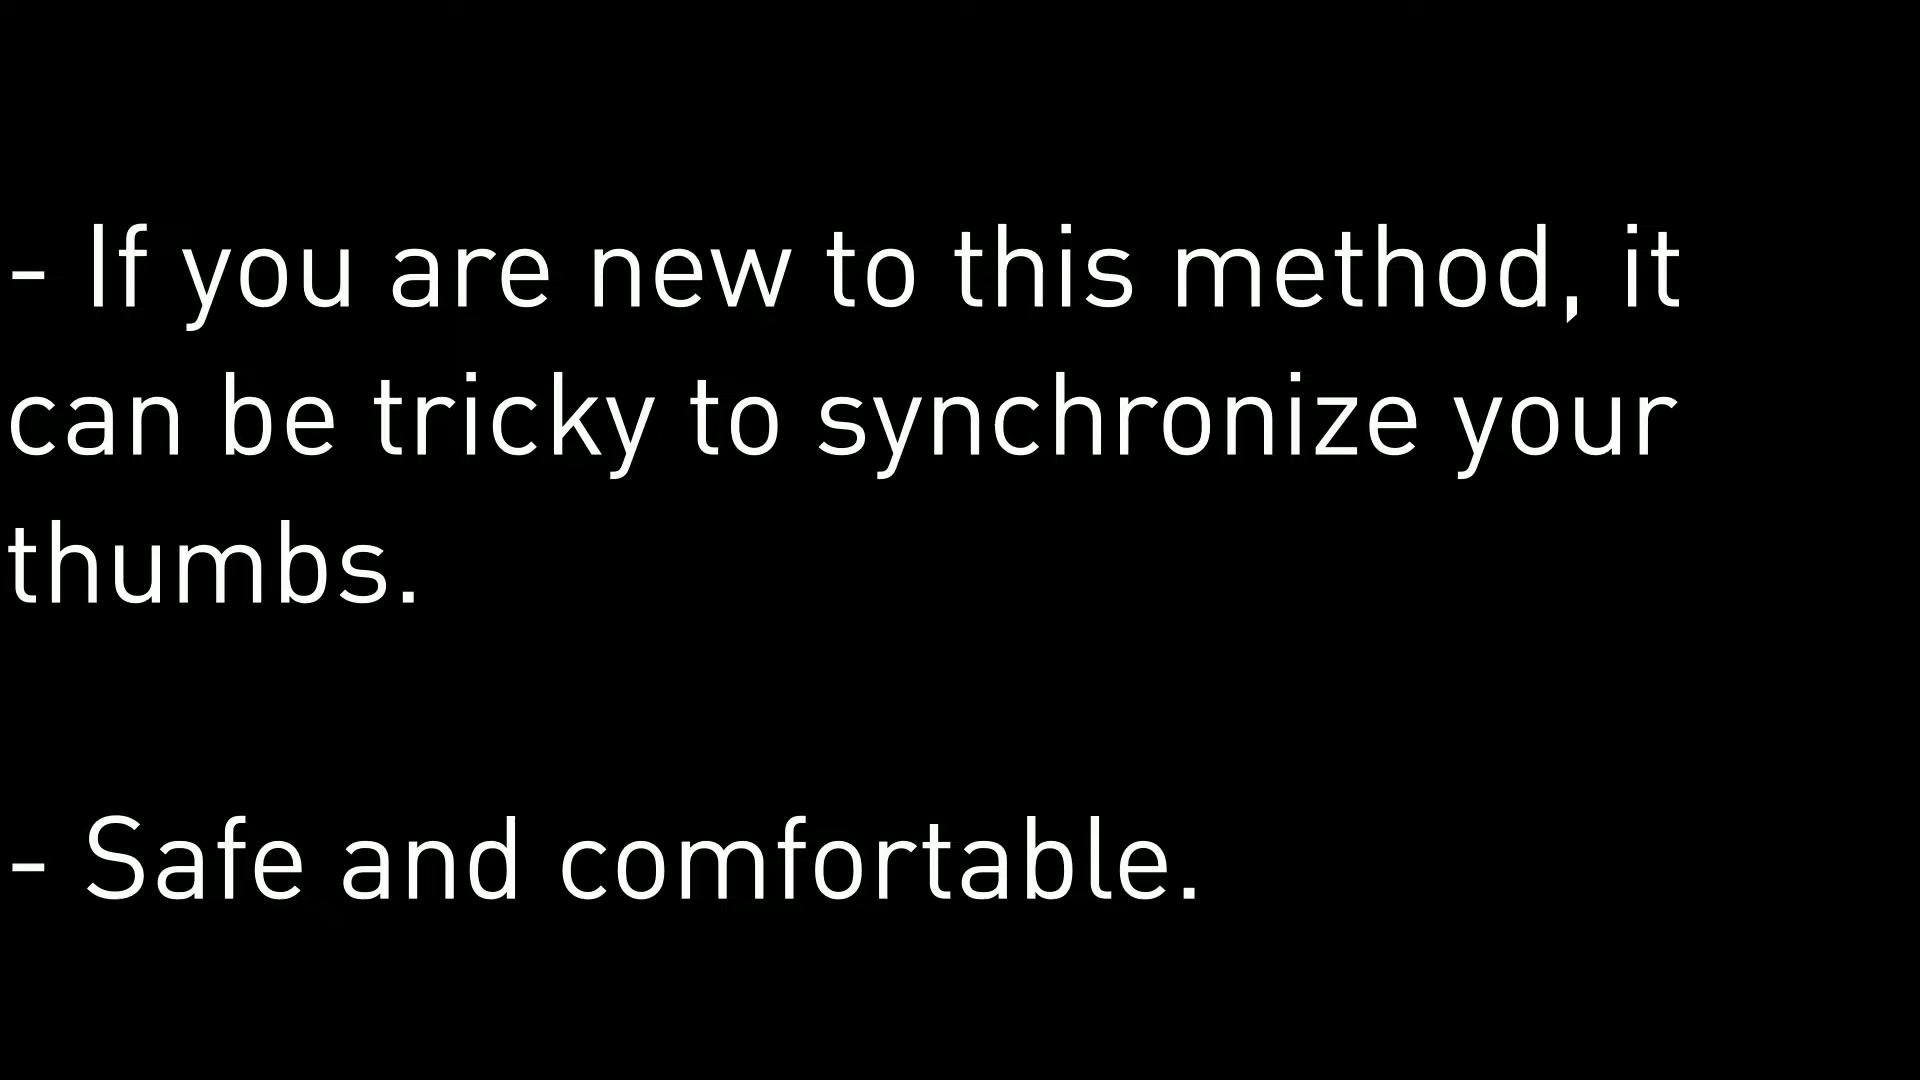 - If you are new to this method, it
can be tricky to synchronize your
thumbs.
- Safe and comfortable.